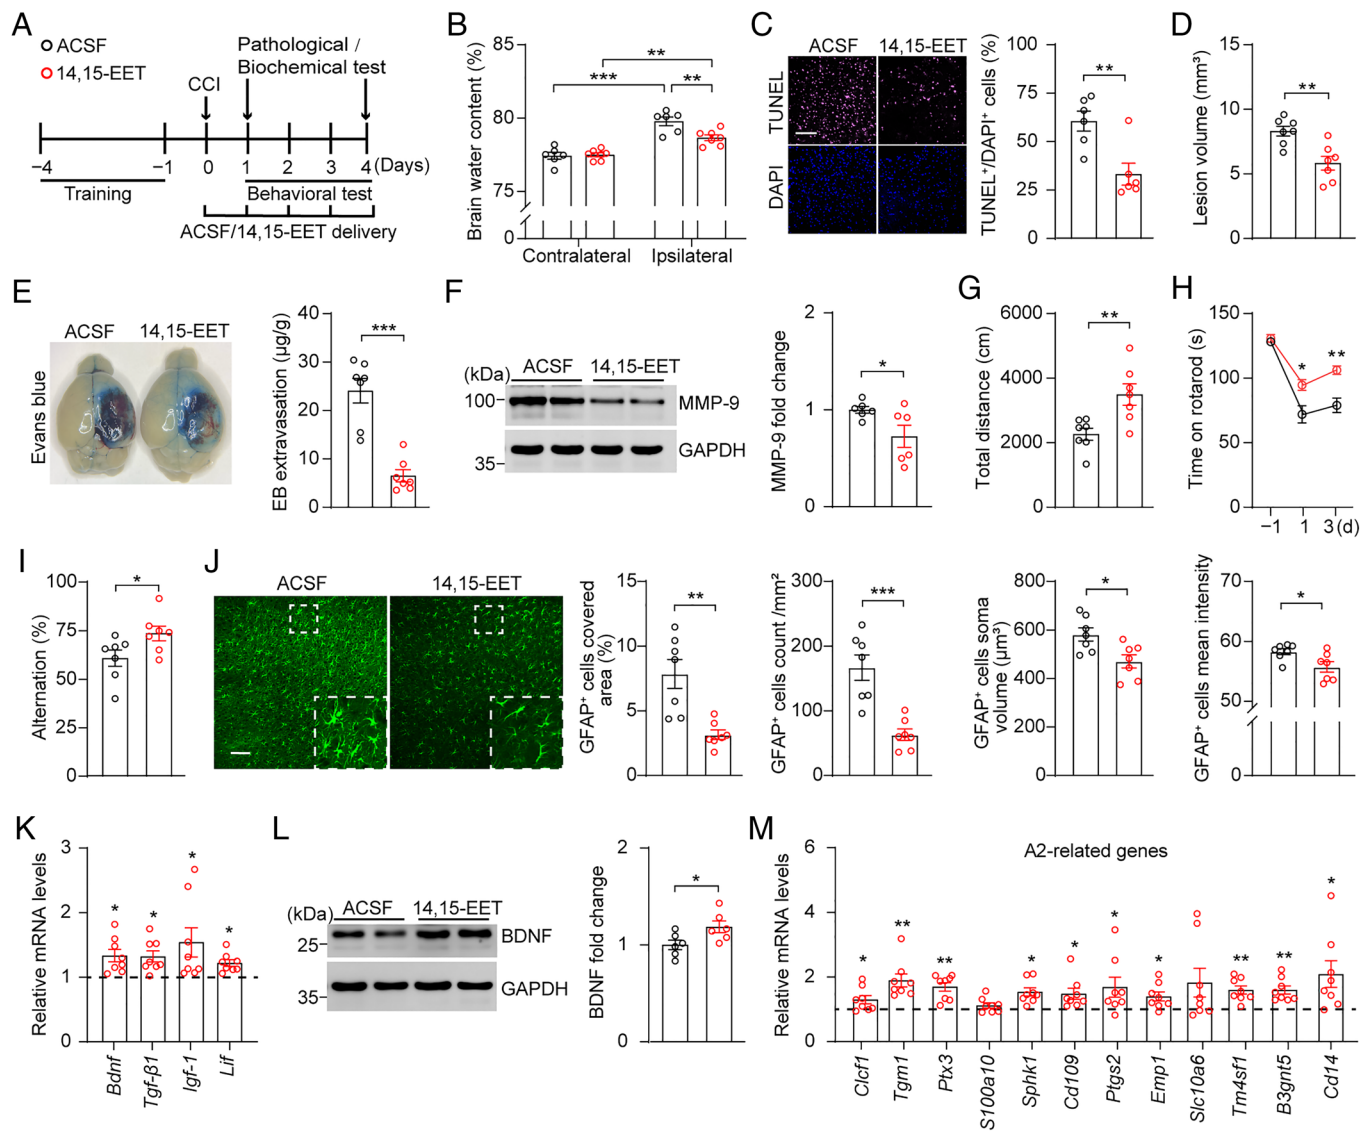 A
ACSF
14,15-EET
Pathological /
Biochemical test
CCI
−4
−1
0
1
2
3
4
(Days)
Training
Behavioral test
ACSF/14,15-EET delivery
B
Brain water content (%)
85
80
75
0
***
**
**
Contralateral
Ipsilateral
C
ACSF
14,15-EET
TUNEL
DAPI
TUNEL⁺/DAPI⁺ cells (%)
100
75
50
25
0
**
D
Lesion volume (mm³)
15
10
5
0
**
E
ACSF
14,15-EET
Evans blue
EB extravasation (μg/g)
40
30
20
10
0
***
F
ACSF
14,15-EET
(kDa)
100
35
MMP-9
GAPDH
MMP-9 fold change
2
1
0
*
G
Total distance (cm)
6000
4000
2000
0
**
H
Time on rotarod (s)
150
100
50
0
*
**
−1
1
3
(d)
I
Alternation (%)
100
75
50
25
0
*
J
ACSF
14,15-EET
GFAP⁺ cells covered
area (%)
15
10
5
0
**
GFAP⁺ cells count /mm²
300
200
100
0
***
GFAP⁺ cells soma
volume (μm³)
800
600
400
200
0
*
GFAP⁺ cells mean intensity
70
60
50
0
*
K
Relative mRNA levels
3
2
1
0
*
*
*
*
Bdnf
Tgf-β1
Igf-1
Lif
L
ACSF
14,15-EET
(kDa)
25
35
BDNF
GAPDH
BDNF fold change
2
1
0
*
M
A2-related genes
Relative mRNA levels
6
4
2
1
0
*
**
**
*
*
*
*
**
**
*
Clcf1
Tgm1
Ptx3
S100a10
Sphk1
Cd109
Ptgs2
Emp1
Slc10a6
Tm4sf1
B3gnt5
Cd14